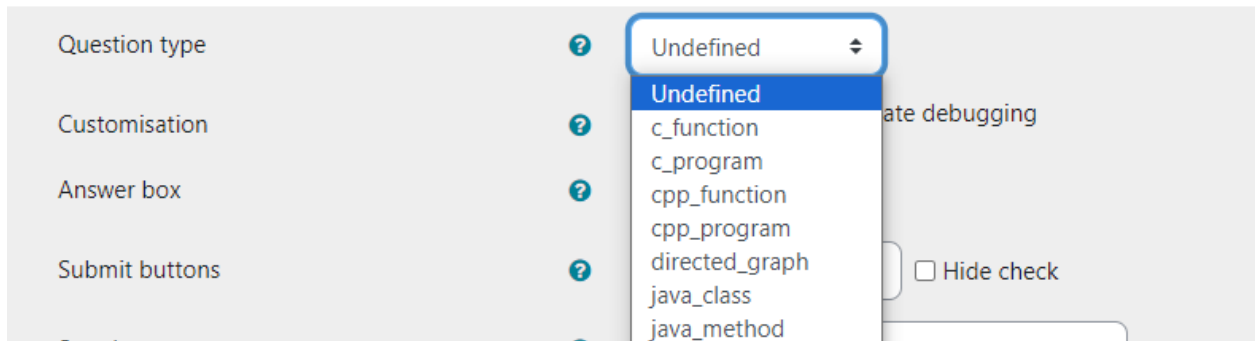 Question type
Undefined
Undefined
Customisation
ate debugging
c_function
c_program
Answer box
cpp_function
cpp_program
Submit buttons
directed_graph
Hide check
java_class
java_method